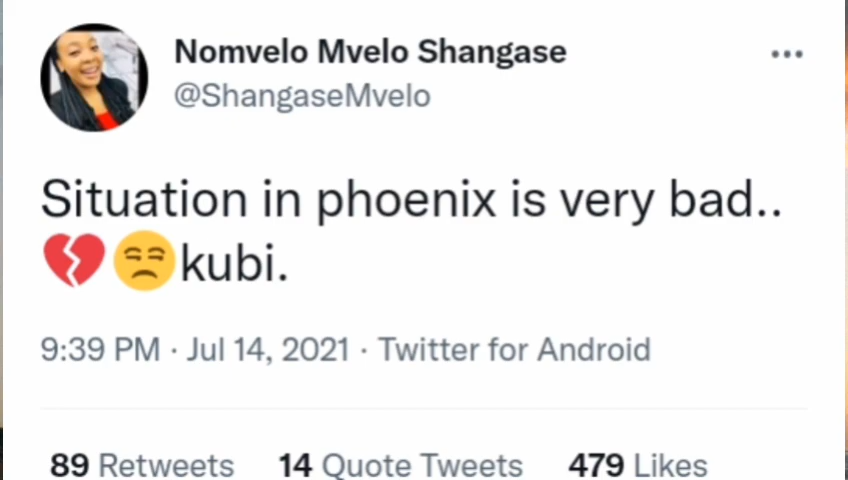 Nomvelo Mvelo Shangase
@ShangaseMvelo
Situation in phoenix is very bad..
💔😒kubi.
9:39 PM · Jul 14, 2021 · Twitter for Android
89 Retweets 14 Quote Tweets 479 Likes